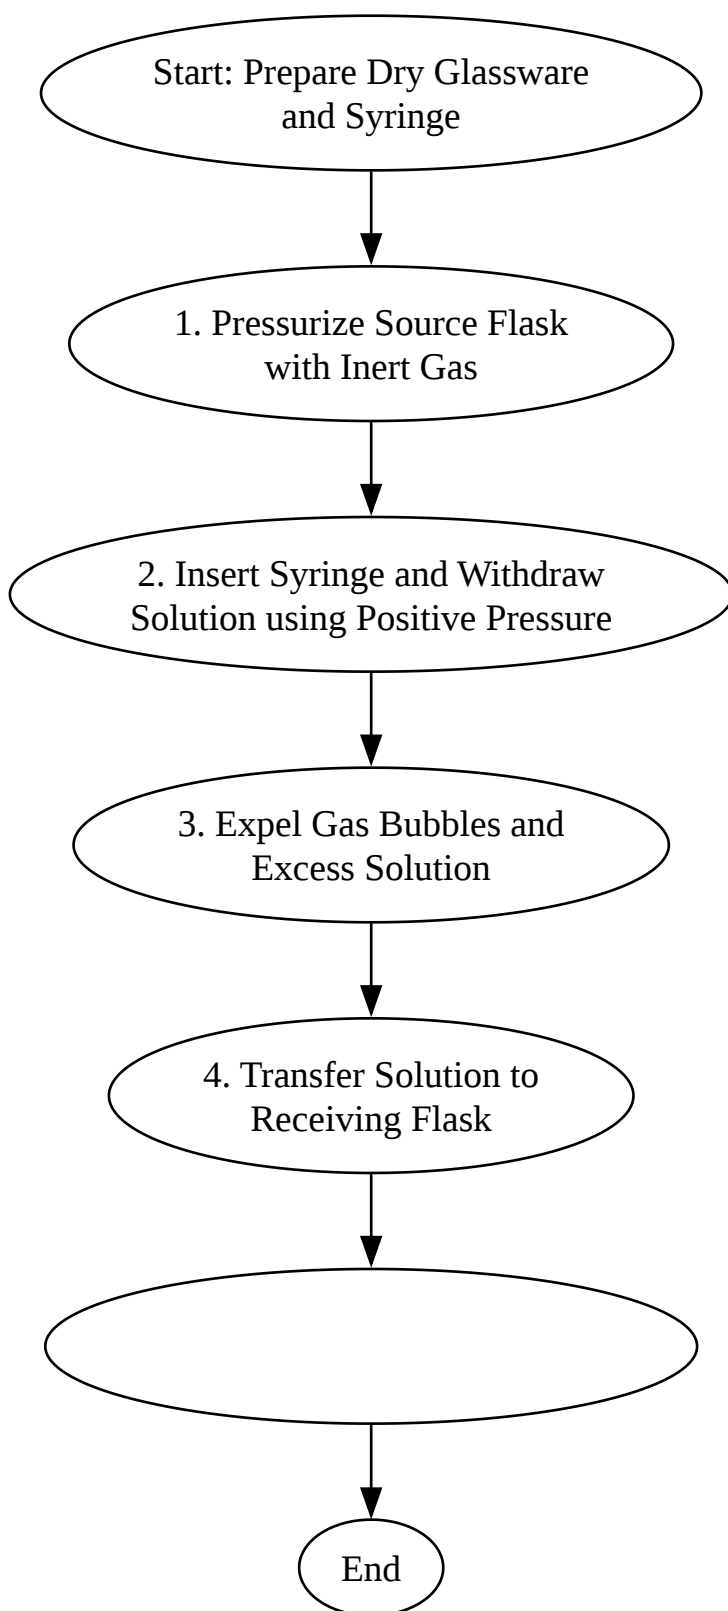 Start: Prepare Dry Glassware
and Syringe
1. Pressurize Source Flask
with Inert Gas
2. Insert Syringe and Withdraw
Solution using Positive Pressure
3. Expel Gas Bubbles and
Excess Solution
4. Transfer Solution to
Receiving Flask
End